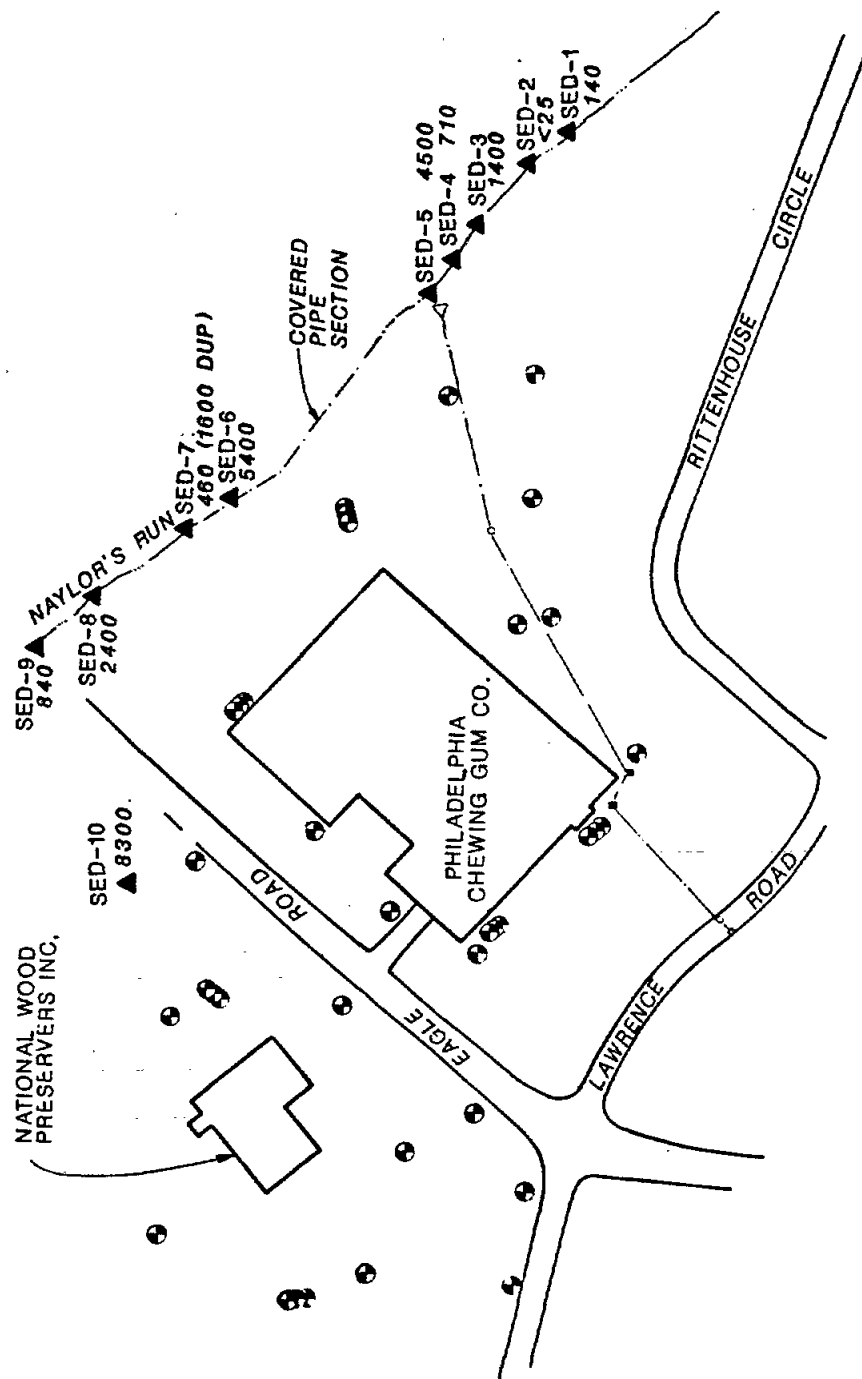 NATIONAL WOOD
PRESERVERS INC,
SED-10
8300.
SED-9
840
SED-8
2400
NAYLOR'S RUN
SED-7
460 (1600 DUP)
SED-6
5400
COVERED
PIPE
SECTION
SED-5 4500
SED-4 710
SED-3
1400
SED-2
<25
SED-1
140
EAGLE
ROAD
PHILADELPHIA
CHEWING GUM CO.
LAWRENCE
ROAD
RITTENHOUSE
CIRCLE